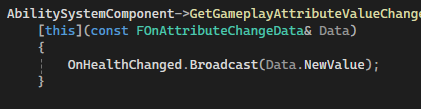 AbilitySystemComponent->GetGameplayAttributeValueChange
[this](const FOnAttributeChangeData& Data)
{
OnHealthChanged.Broadcast(Data.NewValue);
}